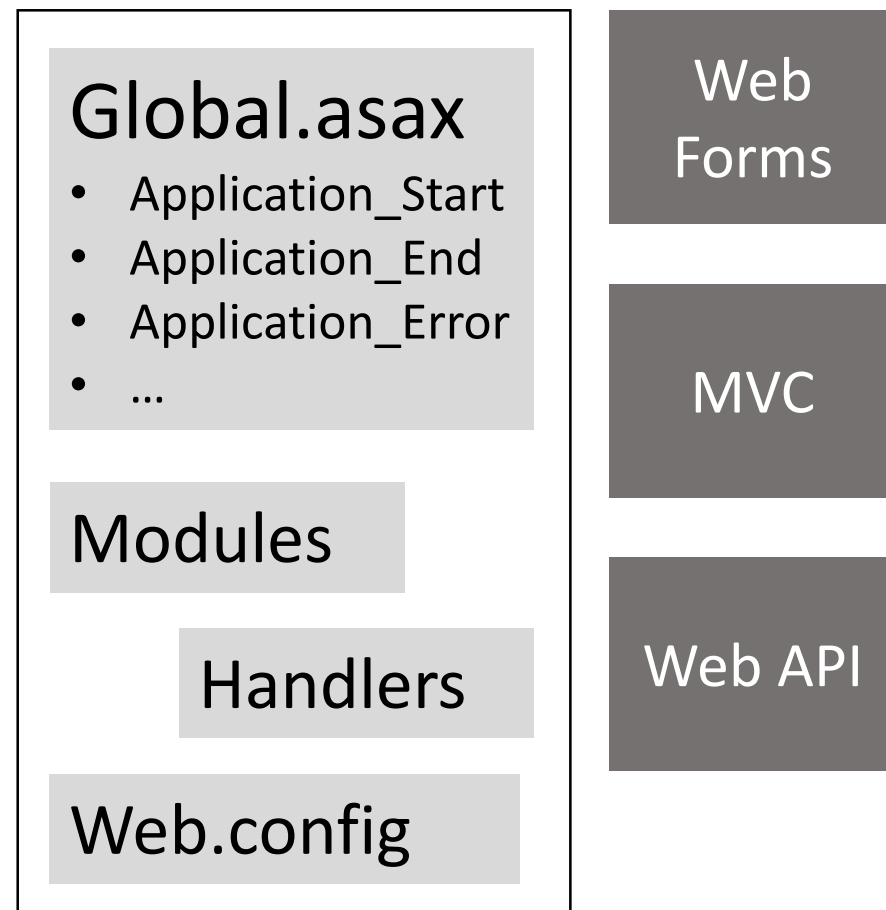 Global.asax
• Application_Start
• Application_End
• Application_Error
• …
Modules
Handlers
Web.config
Web
Forms
MVC
Web API